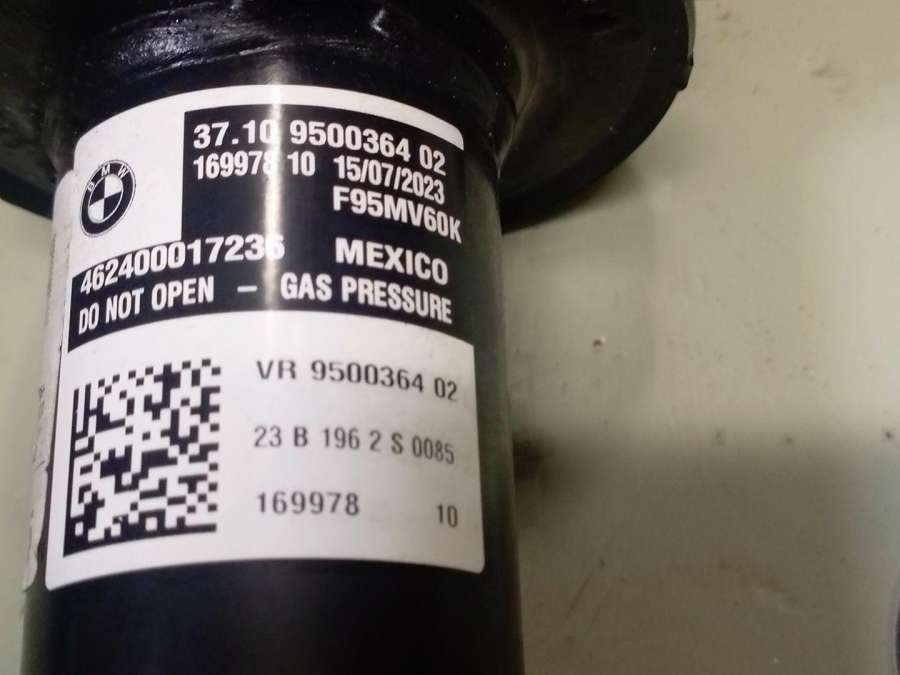 BMW
37.10 9500364 02
169978 10 15/07/2023
F95MV60K
462400017236 MEXICO
DO NOT OPEN – GAS PRESSURE
VR 9500364 02
23 B 196 2 S 0085
169978 10